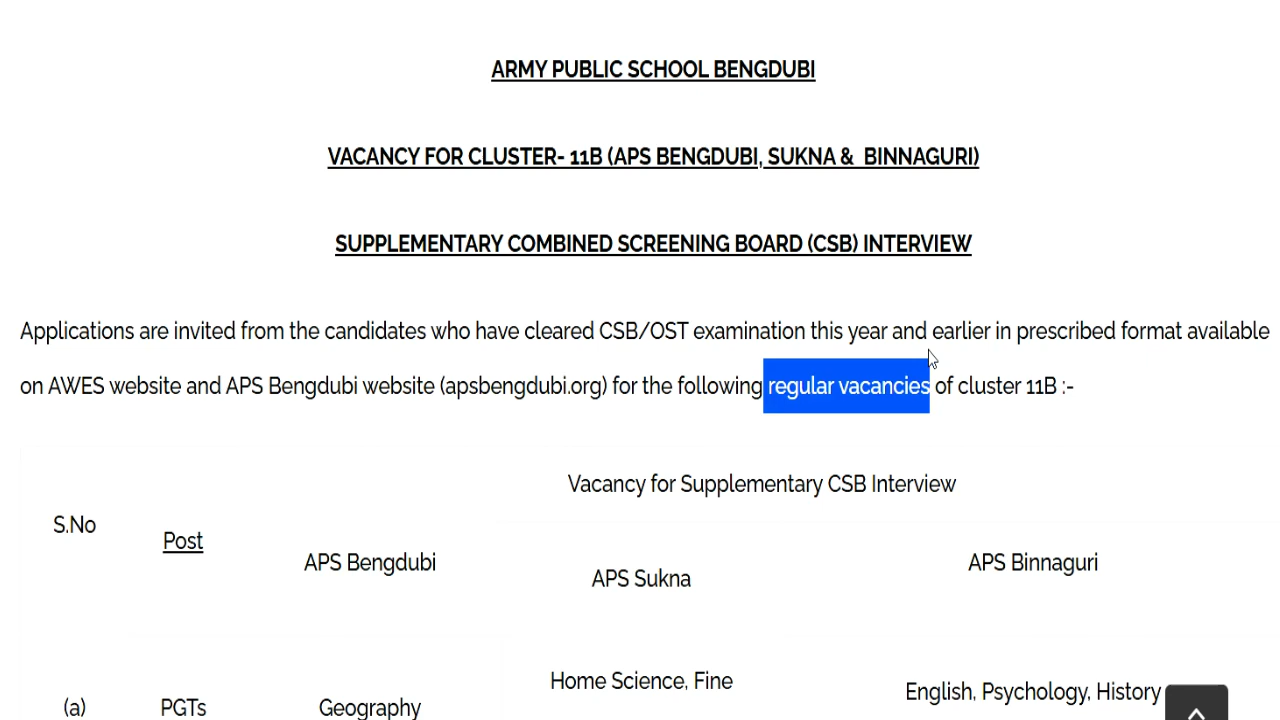 ARMY PUBLIC SCHOOL BENGDUBI
VACANCY FOR CLUSTER- 11B (APS BENGDUBI, SUKNA & BINNAGURI)
SUPPLEMENTARY COMBINED SCREENING BOARD (CSB) INTERVIEW
Applications are invited from the candidates who have cleared CSB/OST examination this year and earlier in prescribed format available
on AWES website and APS Bengdubi website (apsbengdubi.org) for the following regular vacancies of cluster 11B :-
Vacancy for Supplementary CSB Interview
S.No
Post
APS Bengdubi
APS Sukna
APS Binnaguri
Home Science, Fine
English, Psychology, History
(a)
PGTs
Geography